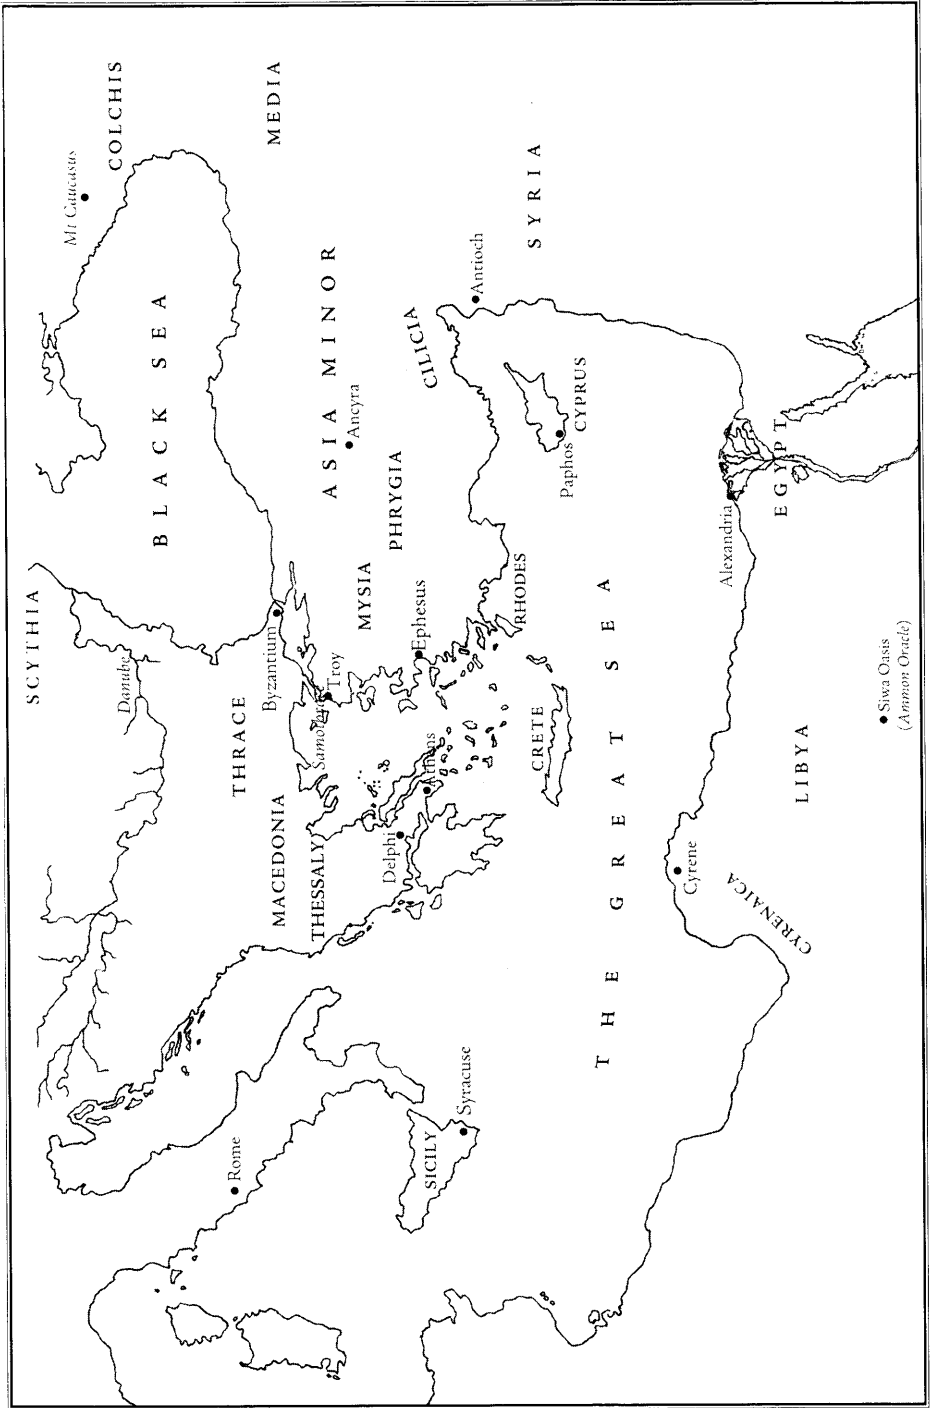 SCYTHIA
Mt Caucasus
COLCHIS
Danube
BLACK SEA
Rome
THRACE
Byzantium
MEDIA
MACEDONIA
THESSALY
Troy
ASIA MINOR
Ancyra
MYSIA
Delphi
PHRYGIA
Athens
Ephesus
CILICIA
SICILY
Syracuse
Antioch
RHODES
CRETE
SYRIA
Paphos
CYPRUS
THE GREAT SEA
Cyrene
CYRENAICA
Alexandria
EGYPT
LIBYA
Siwa Oasis
(Ammon Oracle)